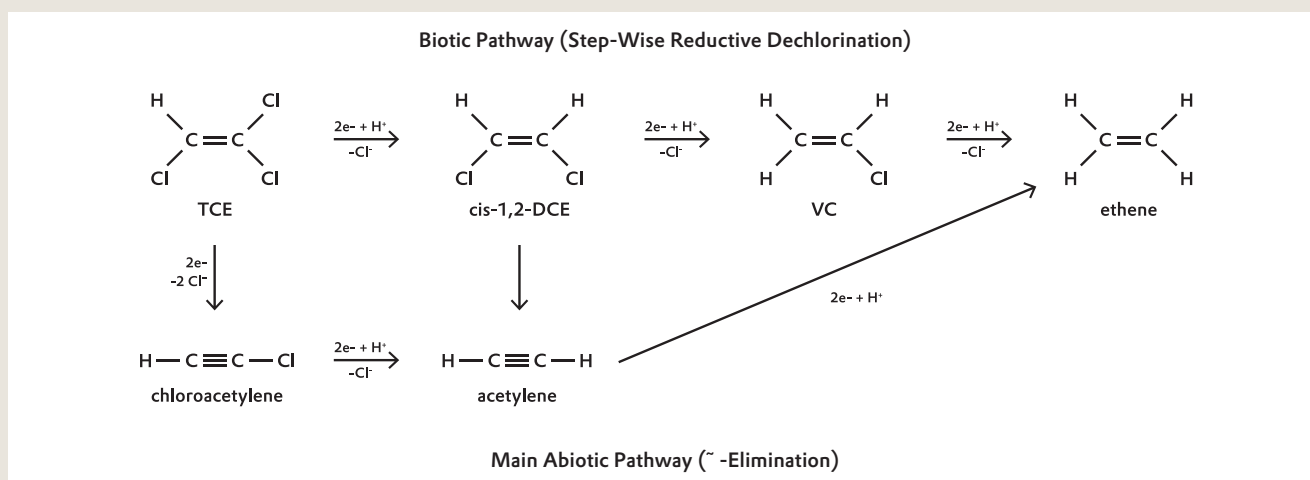 Biotic Pathway (Step-Wise Reductive Dechlorination)
H Cl H H H H H H
C=C 2e- + H⁺ C=C 2e- + H⁺ C=C 2e- + H⁺ C=C
-Cl⁻ -Cl⁻ -Cl⁻
Cl Cl Cl Cl H Cl H H
TCE cis-1,2-DCE VC ethene
2e-
-2 Cl⁻
2e- + H⁺
H—C≡C—Cl 2e- + H⁺ H—C≡C—H
-Cl⁻
chloroacetylene acetylene
Main Abiotic Pathway (˜ -Elimination)